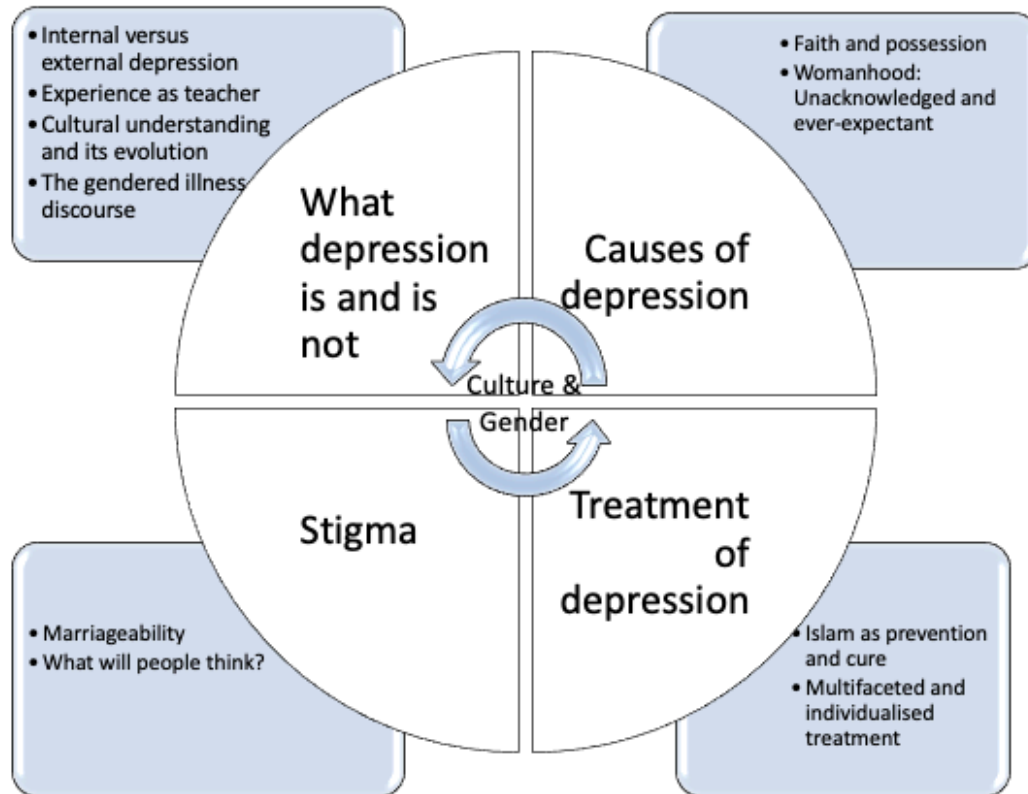 • Internal versus
external depression
• Experience as teacher
• Cultural understanding
and its evolution
• The gendered illness
discourse
What
depression
is and is
not
• Faith and possession
• Womanhood:
Unacknowledged and
ever-expectant
Causes of
depression
Culture &
Gender
Stigma
• Marriageability
• What will people think?
Treatment
of
depression
• Islam as prevention
and cure
• Multifaceted and
individualised
treatment